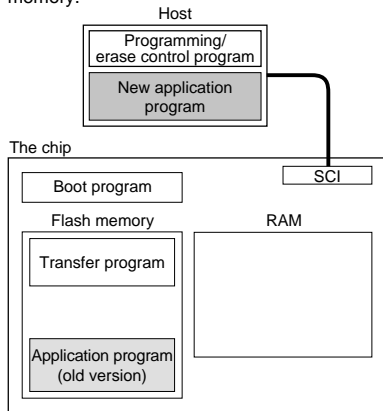 memory.
Host
Programming/
erase control program
New application
program
The chip
SCI
Boot program
Flash memory
RAM
Transfer program
Application program
(old version)